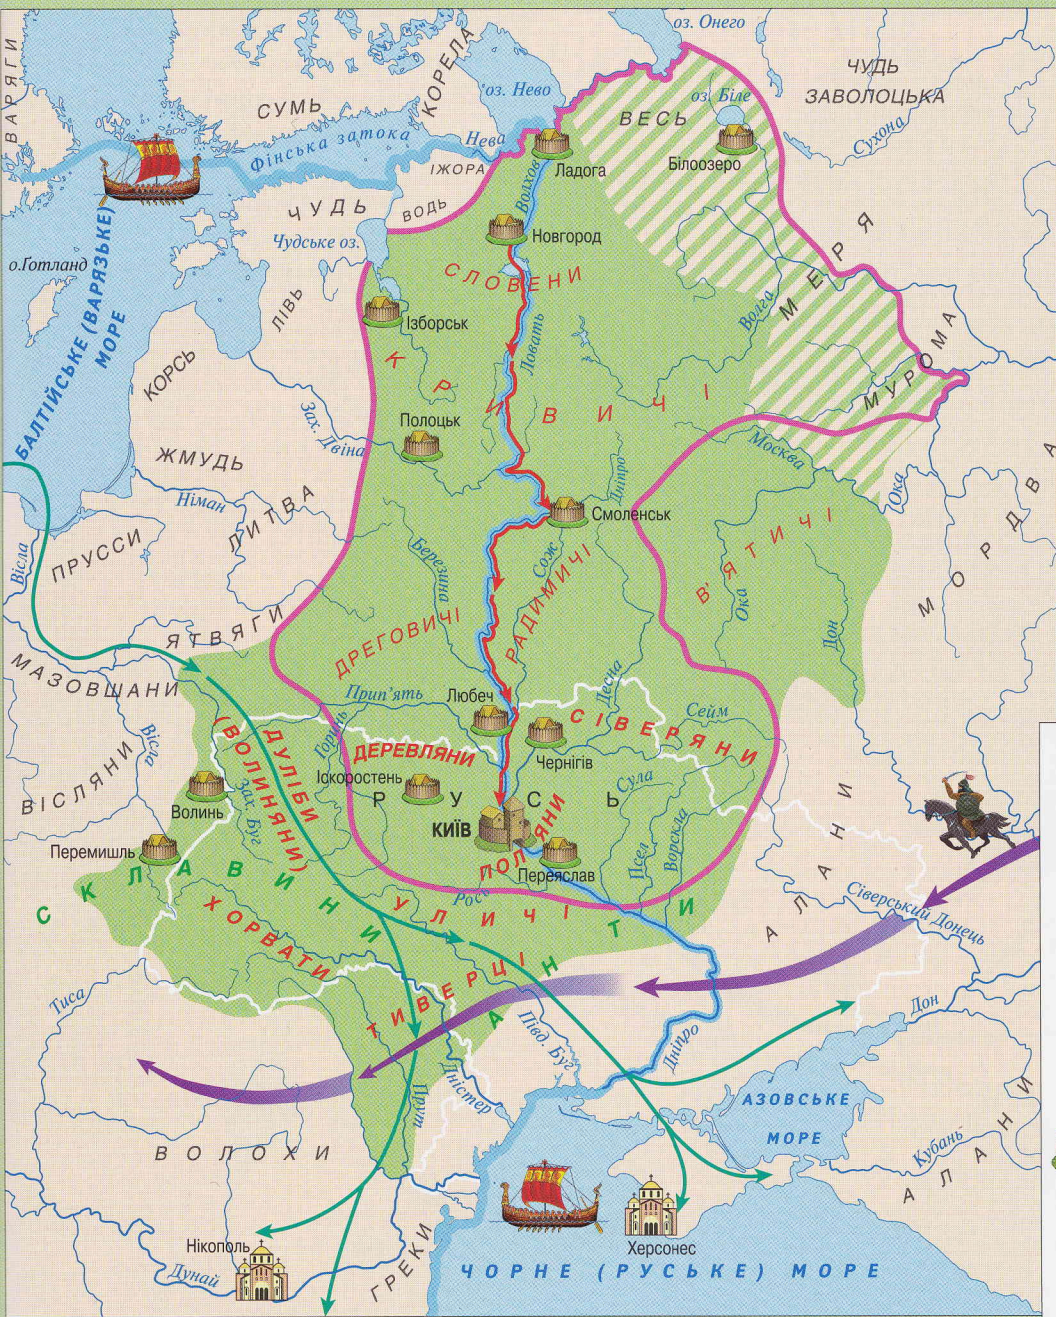 оз. Онего
ВАРЯГИ
ЧУДЬ
ЗАВОЛОЦЬКА
КОРЕЛА
оз. Нево
СУМЬ
оз. Біле
ВЕСЬ
Сухона
Фінська затока
Нева
ІЖОРА
Ладога
Білоозеро
Волхов
ЧУДЬ
ВОДЬ
Чудське оз.
Новгород
МЕРЯ
о.Ґотланд
СЛОВЕНИ
БАЛТІЙСЬКЕ (ВАРЯЗЬКЕ)
МОРЕ
ЛІВЬ
Ізборськ
Ловать
Волга
КОРСЬ
МУРОМА
КРИВИЧІ
Зах. Двіна
Полоцьк
Москва
ЖМУДЬ
Німан
ЛИТВА
Дніпро
Ока
МОРДВА
Смоленськ
ПРУССИ
Вісла
Березина
Сож
В'ЯТИЧІ
РАДИМИЧІ
Ока
Дон
ЯТВЯГИ
ДРЕГОВИЧІ
МАЗОВШАНИ
Прип'ять
Любеч
Десна
Сейм
СІВЕРЯНИ
Горинь
ДУЛІБИ
(ВОЛИНЯНИ)
ДЕРЕВЛЯНИ
Чернігів
ВІСЛЯНИ
Іскоростень
Сула
РУСЬ
Волинь
Зах. Буг
КИЇВ
ПОЛЯНИ
Псел
Ворскла
АЛАНИ
Перемишль
Переяслав
СКЛАВИНИ
Рось
УЛИЧІ
Сіверський Донець
ХОРВАТИ
АНТИ
ТИВЕРЦІ
Тиса
Дон
Півд. Буг
Дніпро
Дністер
Прут
АЗОВСЬКЕ
МОРЕ
Кубань
АЛАНИ
ВОЛОХИ
Нікополь
Дунай
ГРЕКИ
Херсонес
ЧОРНЕ (РУСЬКЕ) МОРЕ